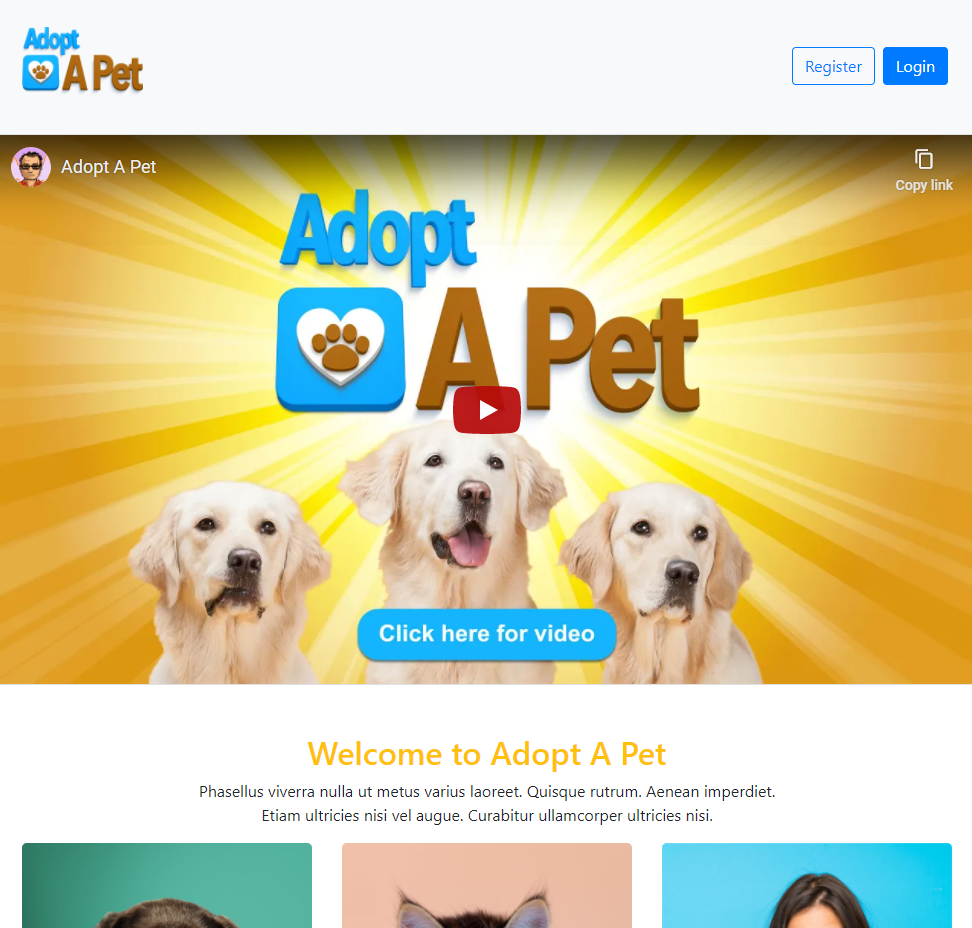 Adopt
A Pet
Register
Login
Adopt A Pet
Copy link
Adopt
A Pet
Click here for video
Welcome to Adopt A Pet
Phasellus viverra nulla ut metus varius laoreet. Quisque rutrum. Aenean imperdiet.
Etiam ultricies nisi vel augue. Curabitur ullamcorper ultricies nisi.